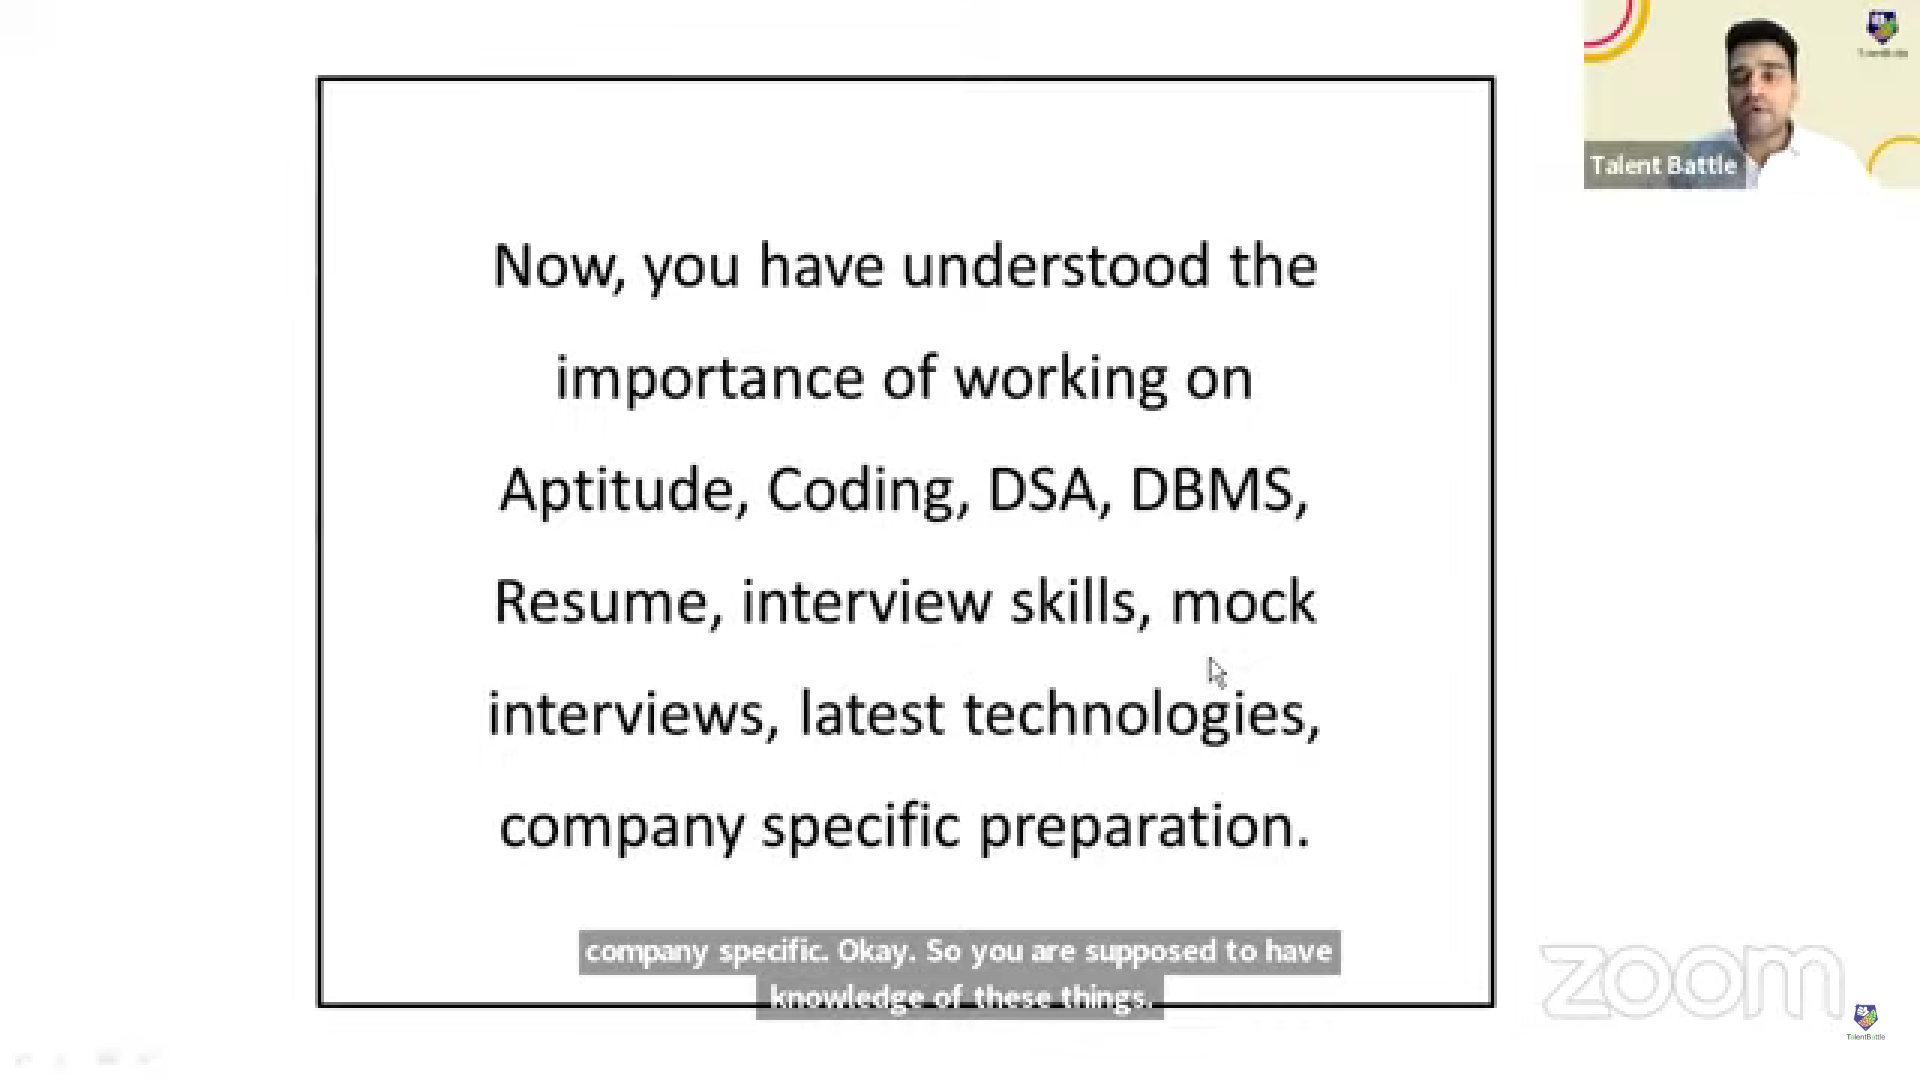 Talent Battle
Now, you have understood the
importance of working on
Aptitude, Coding, DSA, DBMS,
Resume, interview skills, mock
interviews, latest technologies,
company specific preparation.
company specific. Okay. So you are supposed to have
knowledge of these things.
zoom
TalentBattle